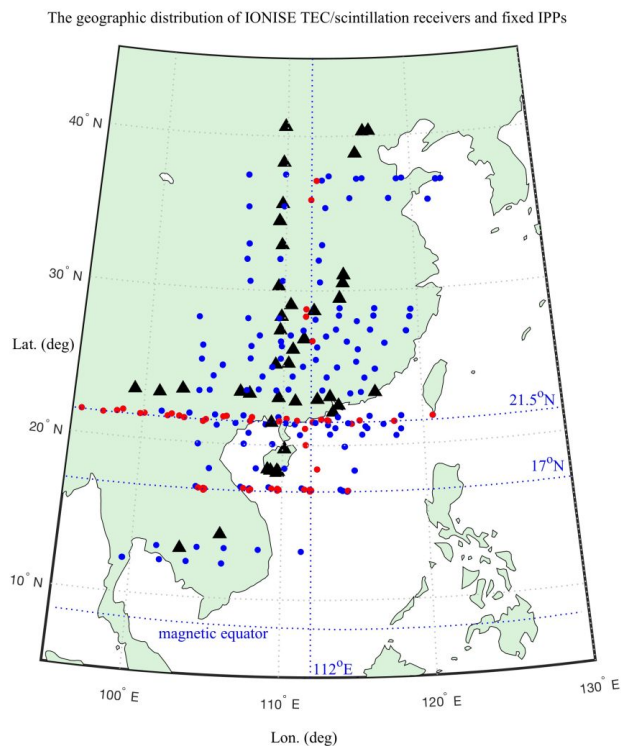 The geographic distribution of IONISE TEC/scintillation receivers and fixed IPPs
40° N
30° N
Lat. (deg)
21.5°N
20° N
17°N
10° N
magnetic equator
112°E
100° E
110° E
120° E
130° E
Lon. (deg)